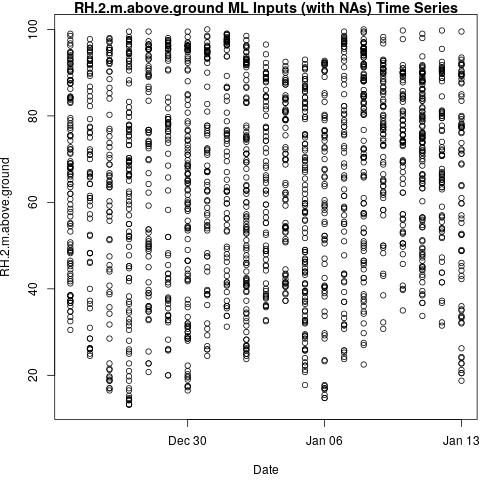 RH.2.m.above.ground ML Inputs (with NAs) Time Series
100
80
60
40
20
RH.2.m.above.ground
Dec 30
Jan 06
Jan 13
Date